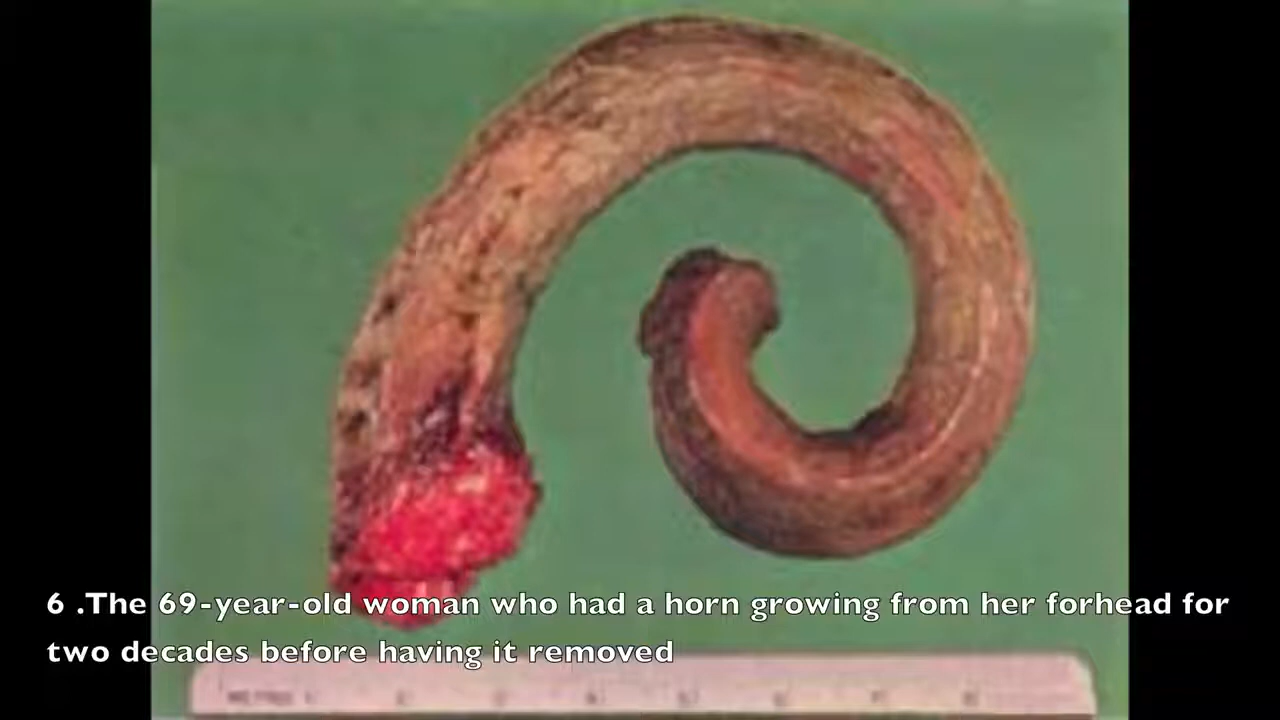 6 .The 69-year-old woman who had a horn growing from her forhead for
two decades before having it removed